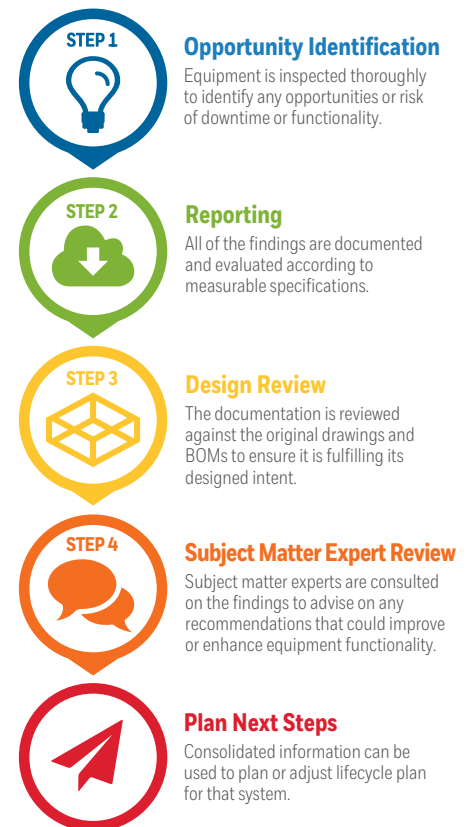 STEP 1
Opportunity Identification
Equipment is inspected thoroughly
to identify any opportunities or risk
of downtime or functionality.
STEP 2
Reporting
All of the findings are documented
and evaluated according to
measurable specifications.
STEP 3
Design Review
The documentation is reviewed
against the original drawings and
BOMs to ensure it is fulfilling its
designed intent.
STEP 4
Subject Matter Expert Review
Subject matter experts are consulted
on the findings to advise on any
recommendations that could improve
or enhance equipment functionality.
Plan Next Steps
Consolidated information can be
used to plan or adjust lifecycle plan
for that system.